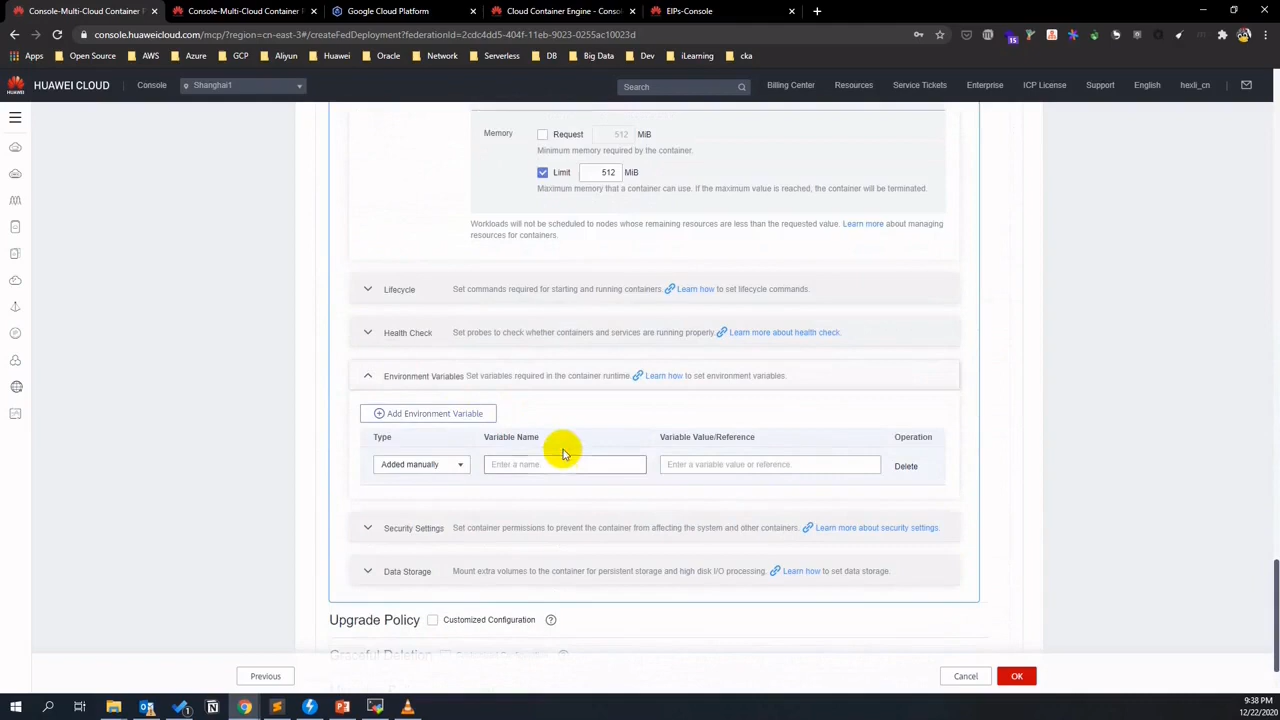 Console-Multi-Cloud Container P
Console-Multi-Cloud Container P
Google Cloud Platform
Cloud Container Engine - Console
EIPs-Console
console.huaweicloud.com/mcp/?region=cn-east-3#/createFedDeployment?federationId=2cdc4dd5-404f-11eb-9023-0255ac10023d
15
Apps
Open Source
AWS
Azure
GCP
Aliyun
Huawei
Oracle
Network
Serverless
DB
Big Data
Dev
iLearning
cka
HUAWEI CLOUD
Console
Shanghai1
Search
Billing Center
Resources
Service Tickets
Enterprise
ICP License
Support
English
hexli_cn
Memory
Request
512
MiB
Minimum memory required by the container.
Limit
512
MiB
Maximum memory that a container can use. If the maximum value is reached, the container will be terminated.
Workloads will not be scheduled to nodes whose remaining resources are less than the requested value. Learn more about managing
resources for containers.
Lifecycle
Set commands required for starting and running containers. Learn how to set lifecycle commands.
Health Check
Set probes to check whether containers and services are running properly. Learn more about health check.
Environment Variables
Set variables required in the container runtime Learn how to set environment variables.
Add Environment Variable
Type
Variable Name
Variable Value/Reference
Operation
Added manually
Enter a name
Enter a variable value or reference.
Delete
Security Settings
Set container permissions to prevent the container from affecting the system and other containers. Learn more about security settings.
Data Storage
Mount extra volumes to the container for persistent storage and high disk I/O processing. Learn how to set data storage.
Upgrade Policy
Customized Configuration
Graceful Deletion
Previous
Cancel
OK
9:38 PM
12/22/2020